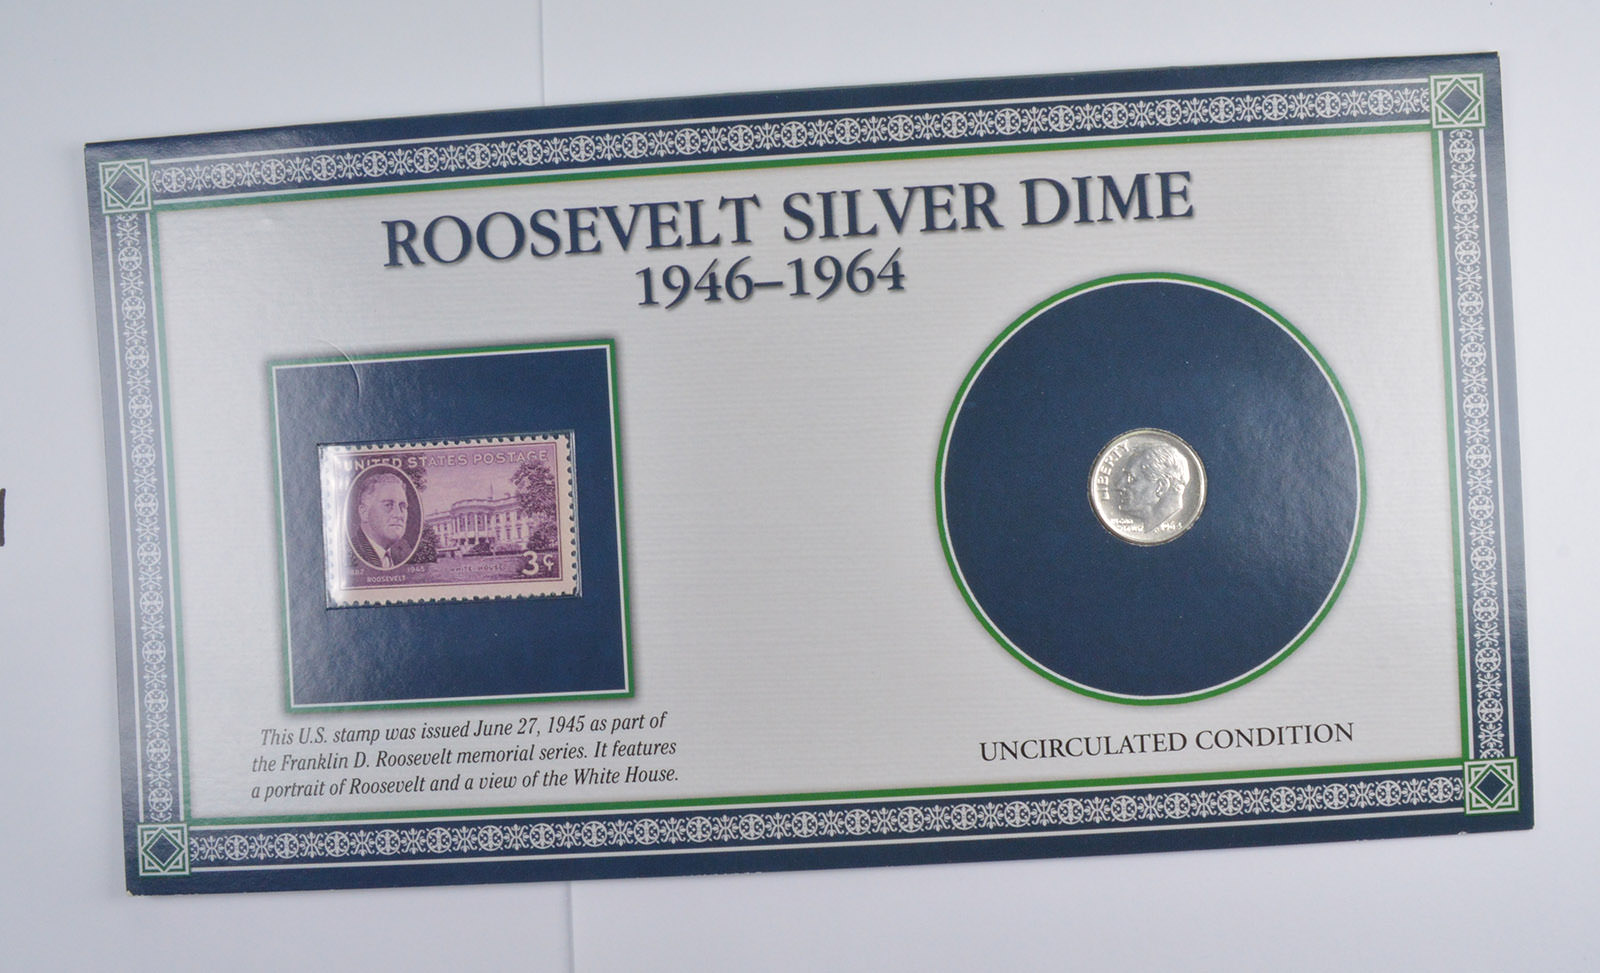 ROOSEVELT SILVER DIME
1946–1964
UNITED STATES POSTAGE
1945
ROOSEVELT
WHITE HOUSE
3¢
This U.S. stamp was issued June 27, 1945 as part of
the Franklin D. Roosevelt memorial series. It features
a portrait of Roosevelt and a view of the White House.
LIBERTY
UNCIRCULATED CONDITION